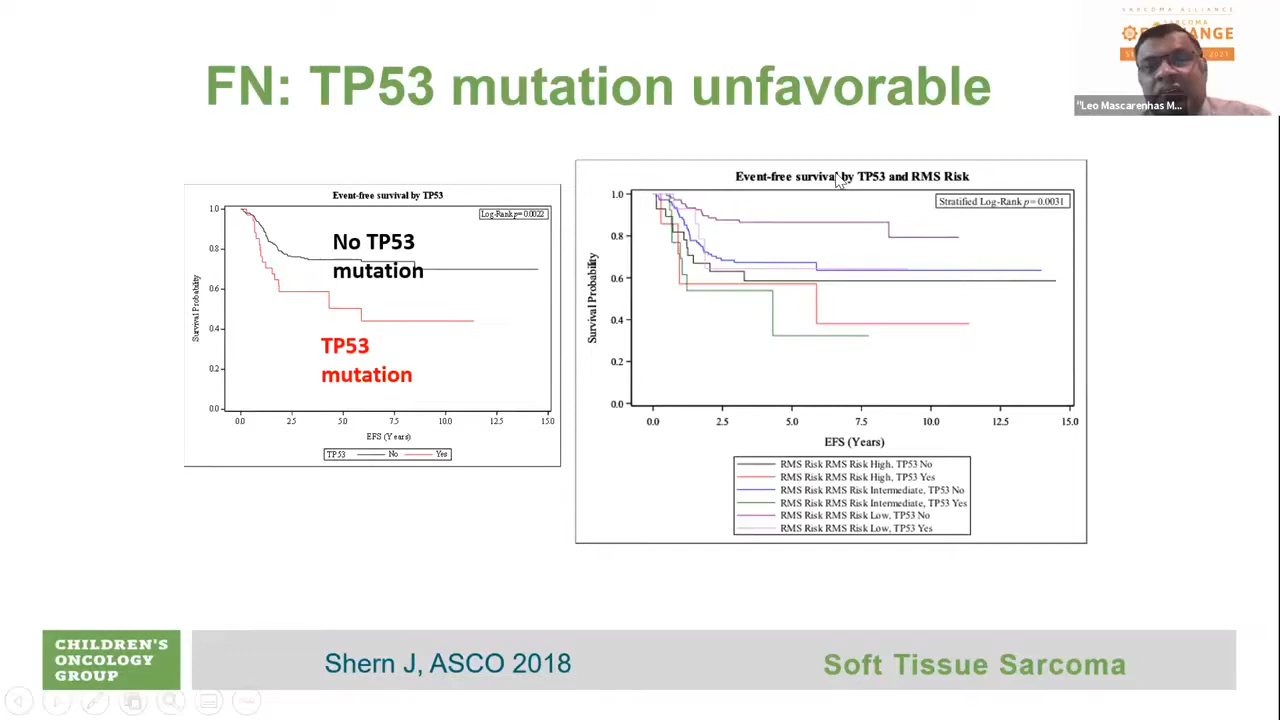 SARCOMA ALLIANCE
SARCOMA
"Leo Mascarenhas M...
FN: TP53 mutation unfavorable
Event-free survival by TP53
Log-Rank p=0.0022
1.0
0.8
0.6
0.4
0.2
0.0
Survival Probability
No TP53
mutation
TP53
mutation
0.0 2.5 5.0 7.5 10.0 12.5 15.0
EFS (Years)
TP53 No Yes
Event-free survival by TP53 and RMS Risk
Stratified Log-Rank p= 0.0031
1.0
0.8
0.6
0.4
0.2
0.0
Survival Probability
0.0 2.5 5.0 7.5 10.0 12.5 15.0
EFS (Years)
RMS Risk RMS Risk High, TP53 No
RMS Risk RMS Risk High, TP53 Yes
RMS Risk RMS Risk Intermediate, TP53 No
RMS Risk RMS Risk Intermediate, TP53 Yes
RMS Risk RMS Risk Low, TP53 No
RMS Risk RMS Risk Low, TP53 Yes
CHILDREN'S
ONCOLOGY
GROUP
Shern J, ASCO 2018
Soft Tissue Sarcoma